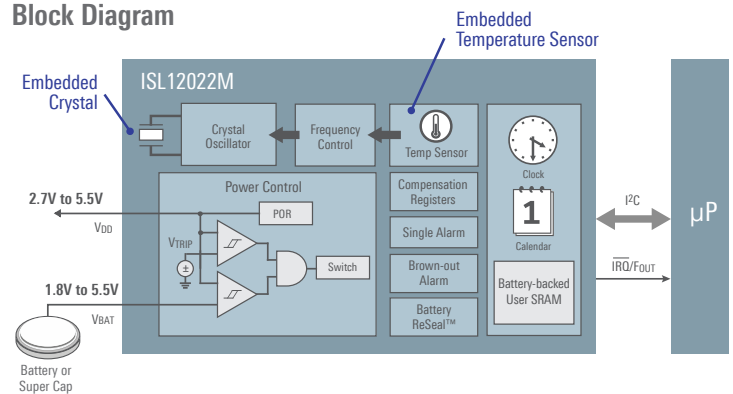 Block Diagram
Embedded
Temperature Sensor
Embedded
Crystal
ISL12022M
Crystal
Oscillator
Frequency
Control
Temp Sensor
Clock
Power Control
POR
VTRIP
±
Switch
Compensation
Registers
Single Alarm
Brown-out
Alarm
Battery
ReSeal™
1
Calendar
Battery-backed
User SRAM
2.7V to 5.5V
VDD
1.8V to 5.5V
VBAT
Battery or
Super Cap
I²C
IRQ/FOUT
µP